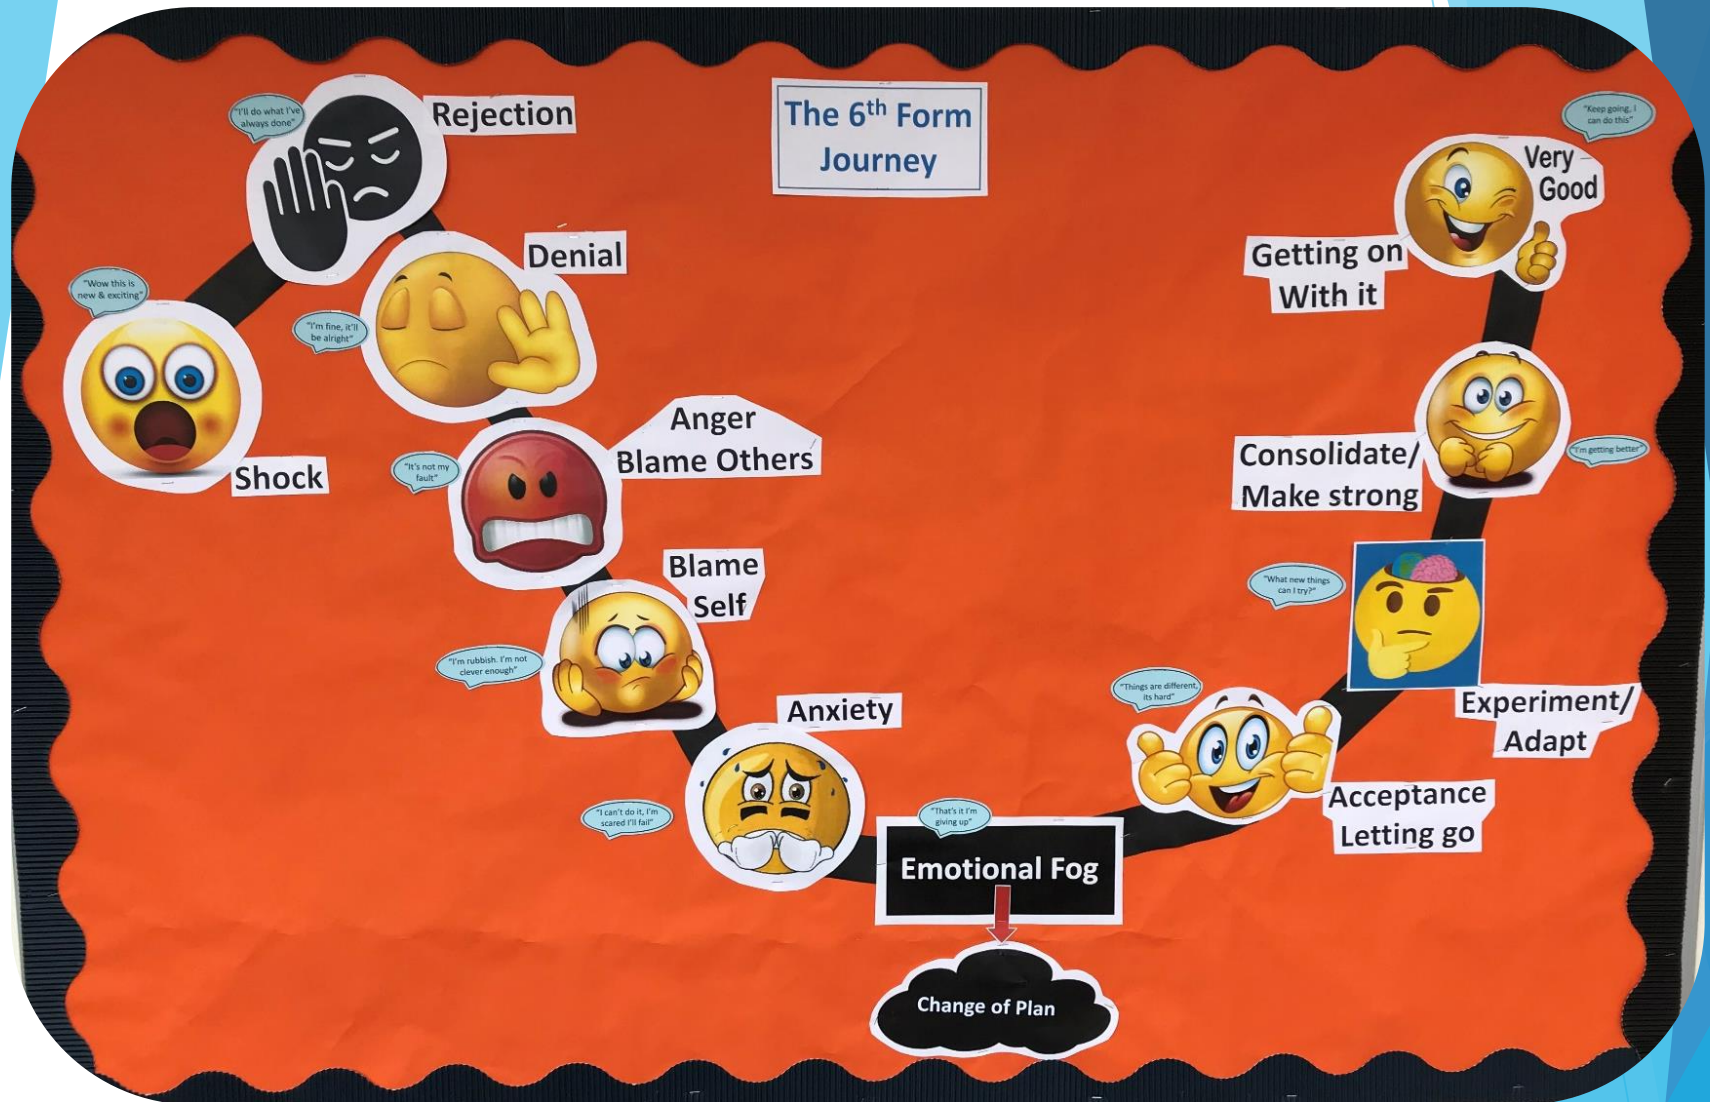 The 6th Form
Journey
"Wow this is
new & exciting"
Shock
"I'll do what I've
always done"
Rejection
"I'm fine, it'll
be alright"
Denial
"It's not my
fault"
Anger
Blame Others
"I'm rubbish. I'm not
clever enough"
Blame
Self
"I can't do it, I'm
scared I'll fail"
Anxiety
"That's it I'm
giving up"
Emotional Fog
Change of Plan
"Things are different,
its hard"
Acceptance
Letting go
"What new things
can I try?"
Experiment/
Adapt
"I'm getting better"
Consolidate/
Make strong
"Keep going, I
can do this"
Very
Good
Getting on
With it